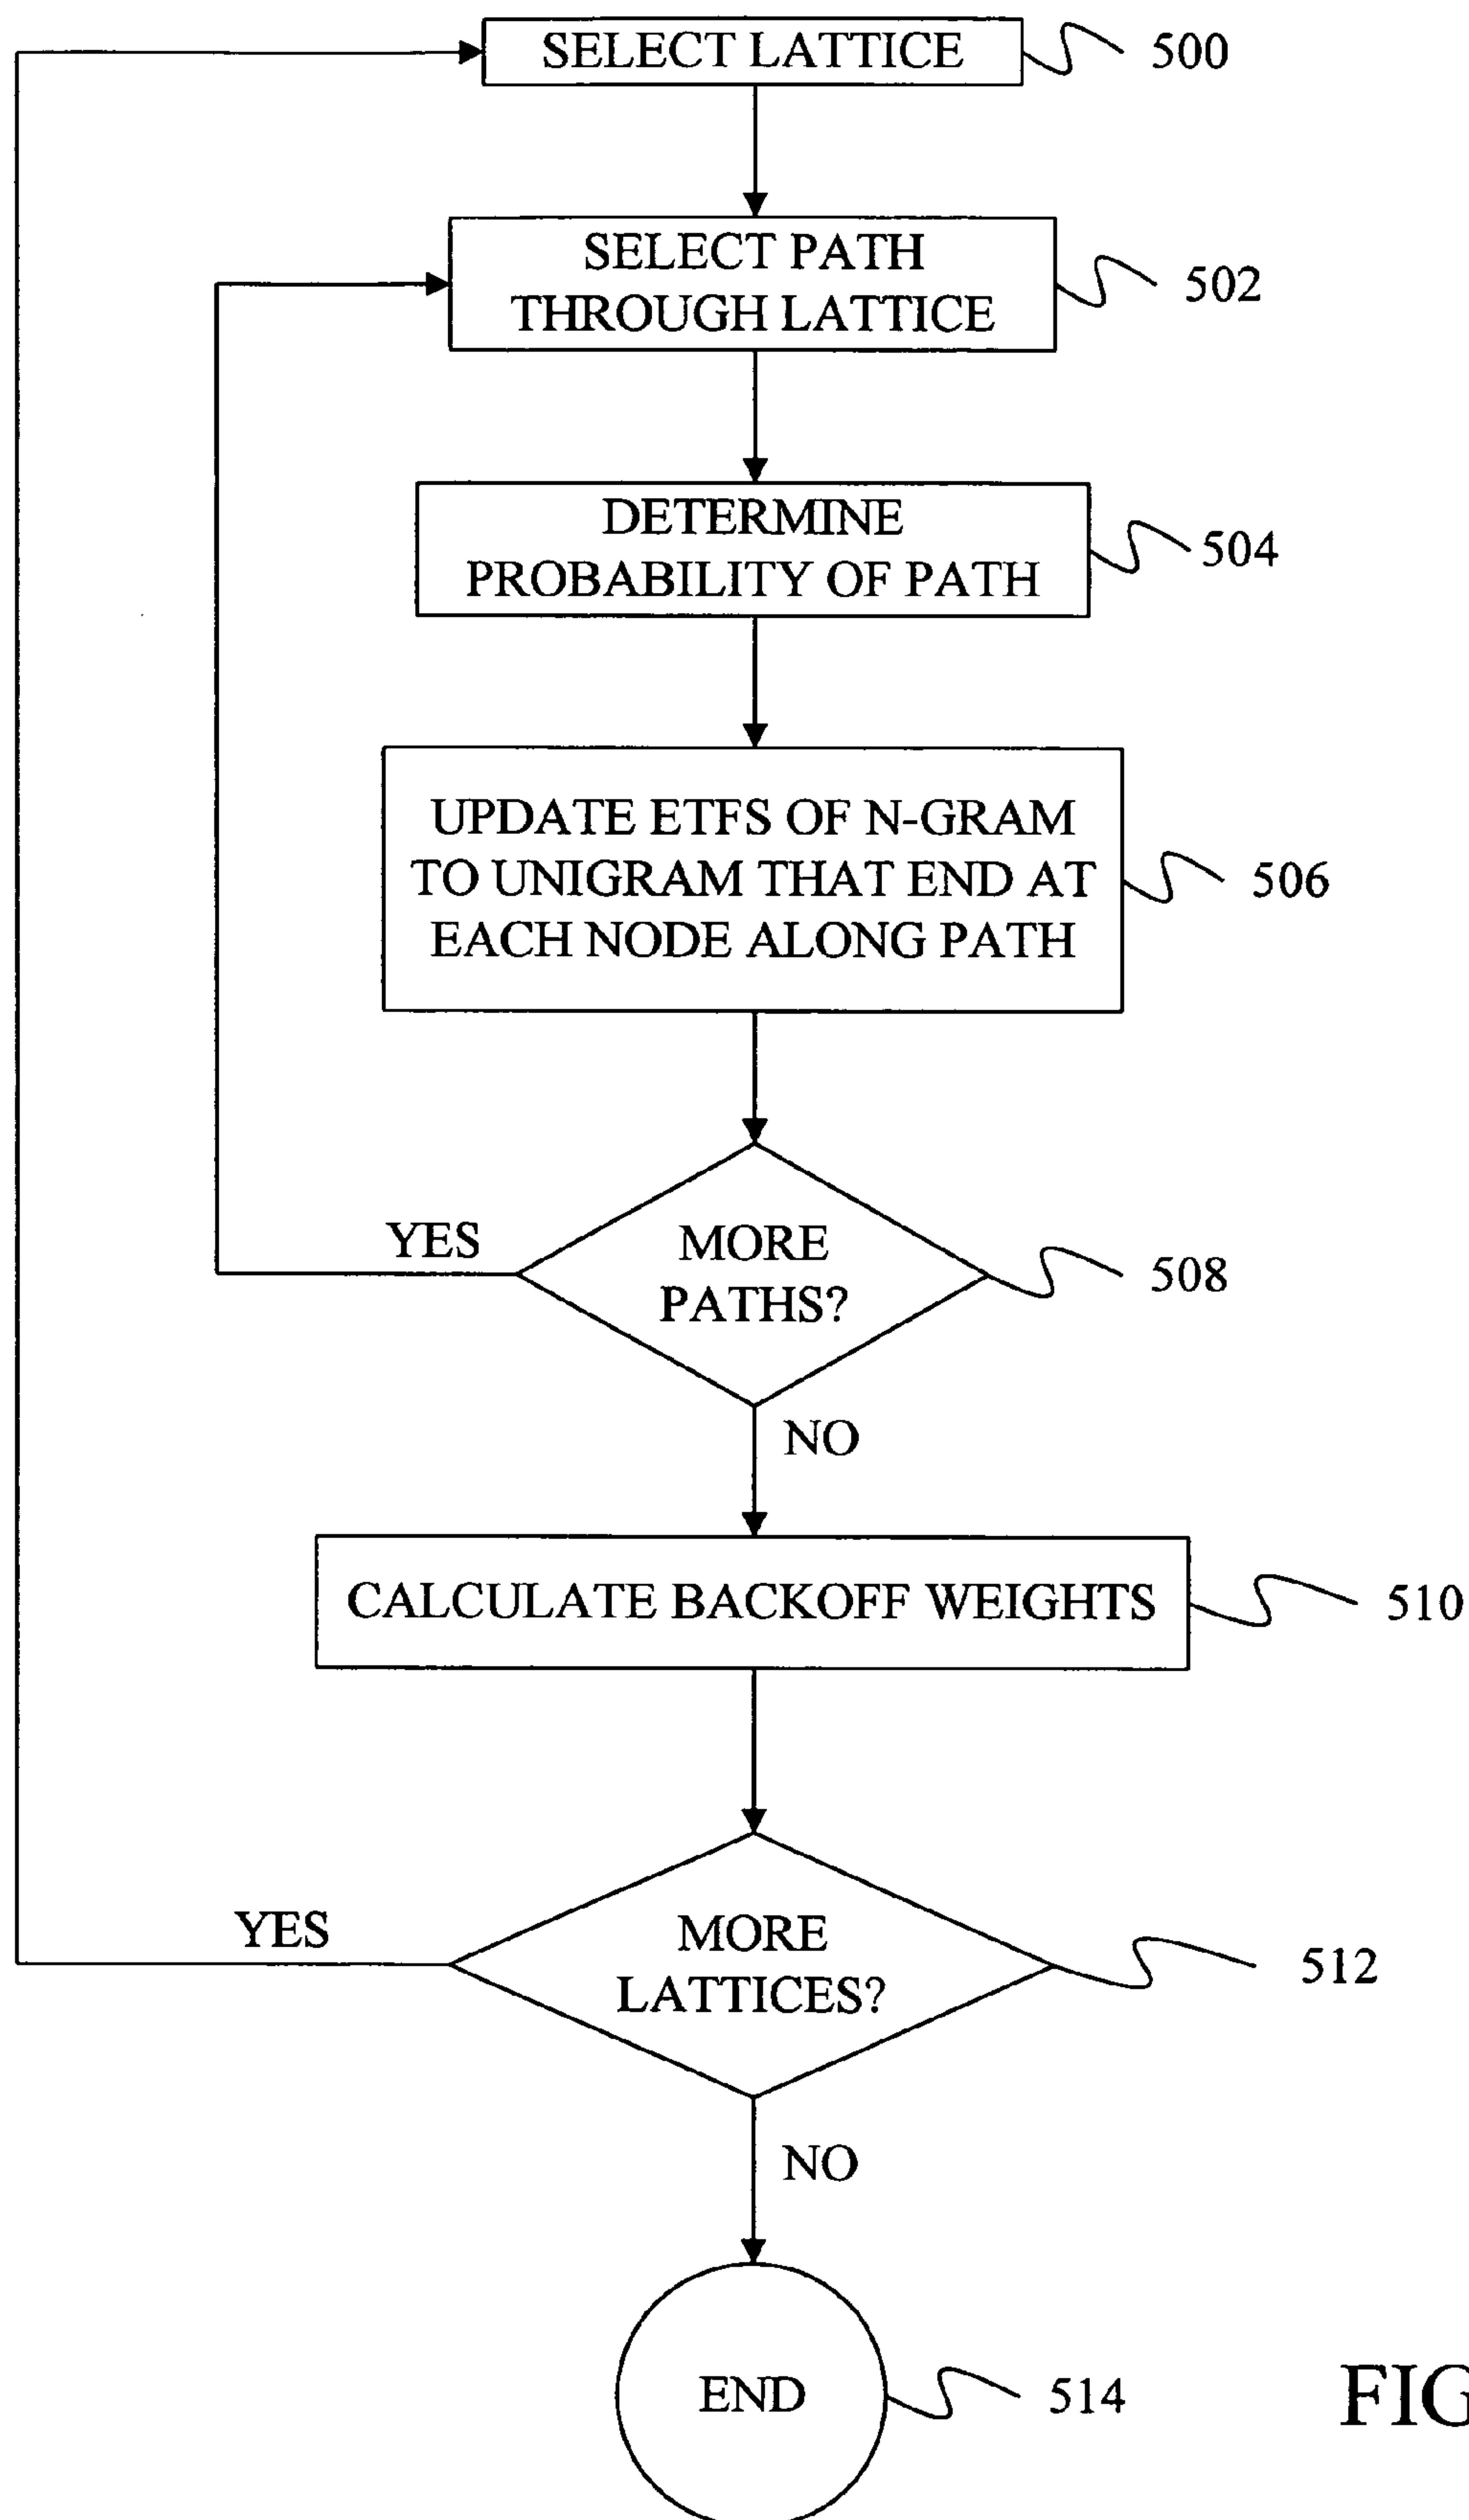 SELECT LATTICE
500
SELECT PATH
THROUGH LATTICE
502
DETERMINE
PROBABILITY OF PATH
504
UPDATE ETFS OF N-GRAM
TO UNIGRAM THAT END AT
EACH NODE ALONG PATH
506
YES
MORE
PATHS?
508
NO
CALCULATE BACKOFF WEIGHTS
510
YES
MORE
LATTICES?
512
NO
END
514
FIG